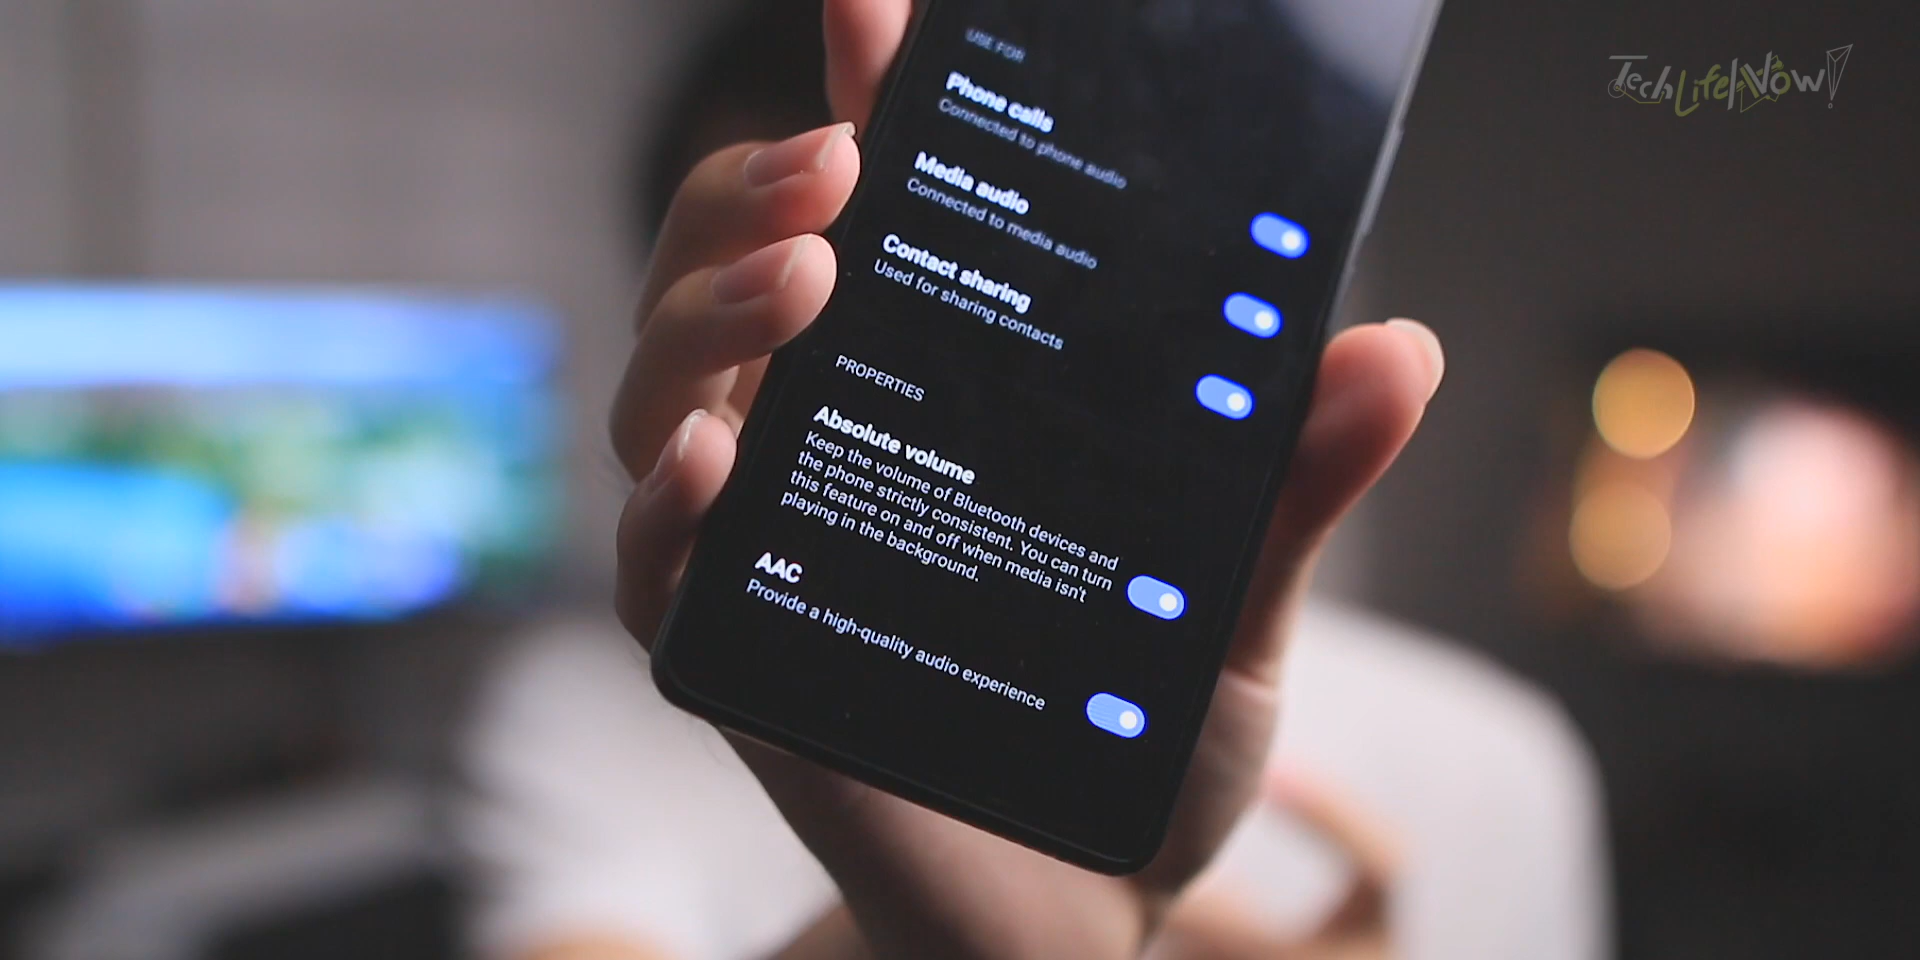 TechLifeNow!
USE FOR
Phone calls
Connected to phone audio
Media audio
Connected to media audio
Contact sharing
Used for sharing contacts
PROPERTIES
Absolute volume
Keep the volume of Bluetooth devices and
the phone strictly consistent. You can turn
this feature on and off when media isn't
playing in the background.
AAC
Provide a high-quality audio experience